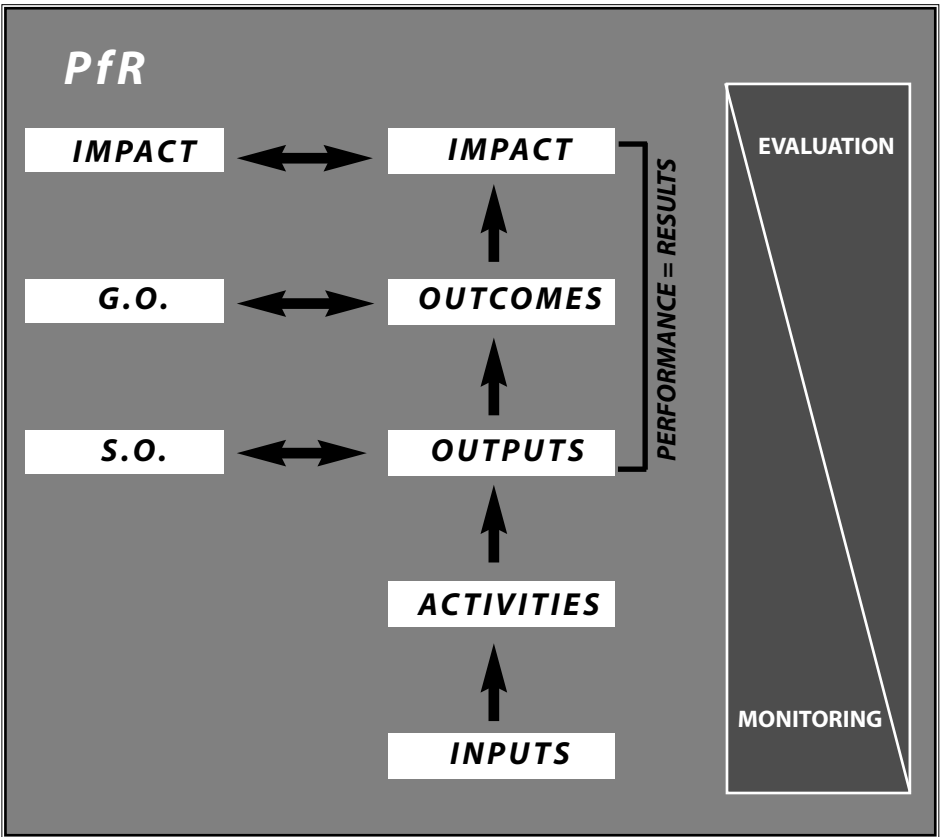 PfR
IMPACT
IMPACT
G.O.
OUTCOMES
S.O.
OUTPUTS
ACTIVITIES
INPUTS
PERFORMANCE = RESULTS
EVALUATION
MONITORING